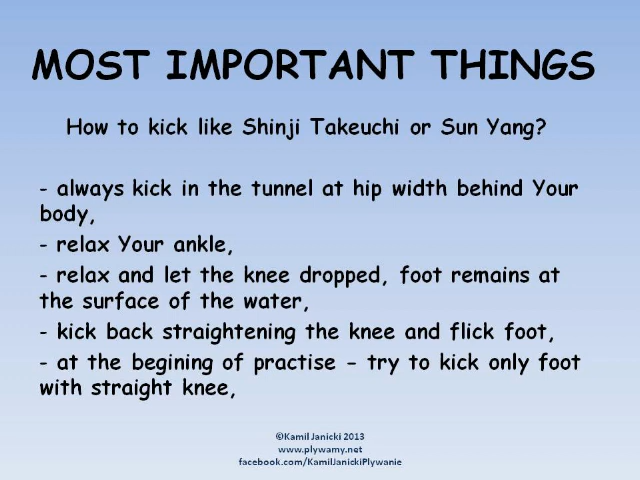 MOST IMPORTANT THINGS
How to kick like Shinji Takeuchi or Sun Yang?
- always kick in the tunnel at hip width behind Your
body,
- relax Your ankle,
- relax and let the knee dropped, foot remains at
the surface of the water,
- kick back straightening the knee and flick foot,
- at the begining of practise – try to kick only foot
with straight knee,
©Kamil Janicki 2013
www.plywamy.net
facebook.com/KamilJanickiPlywanie